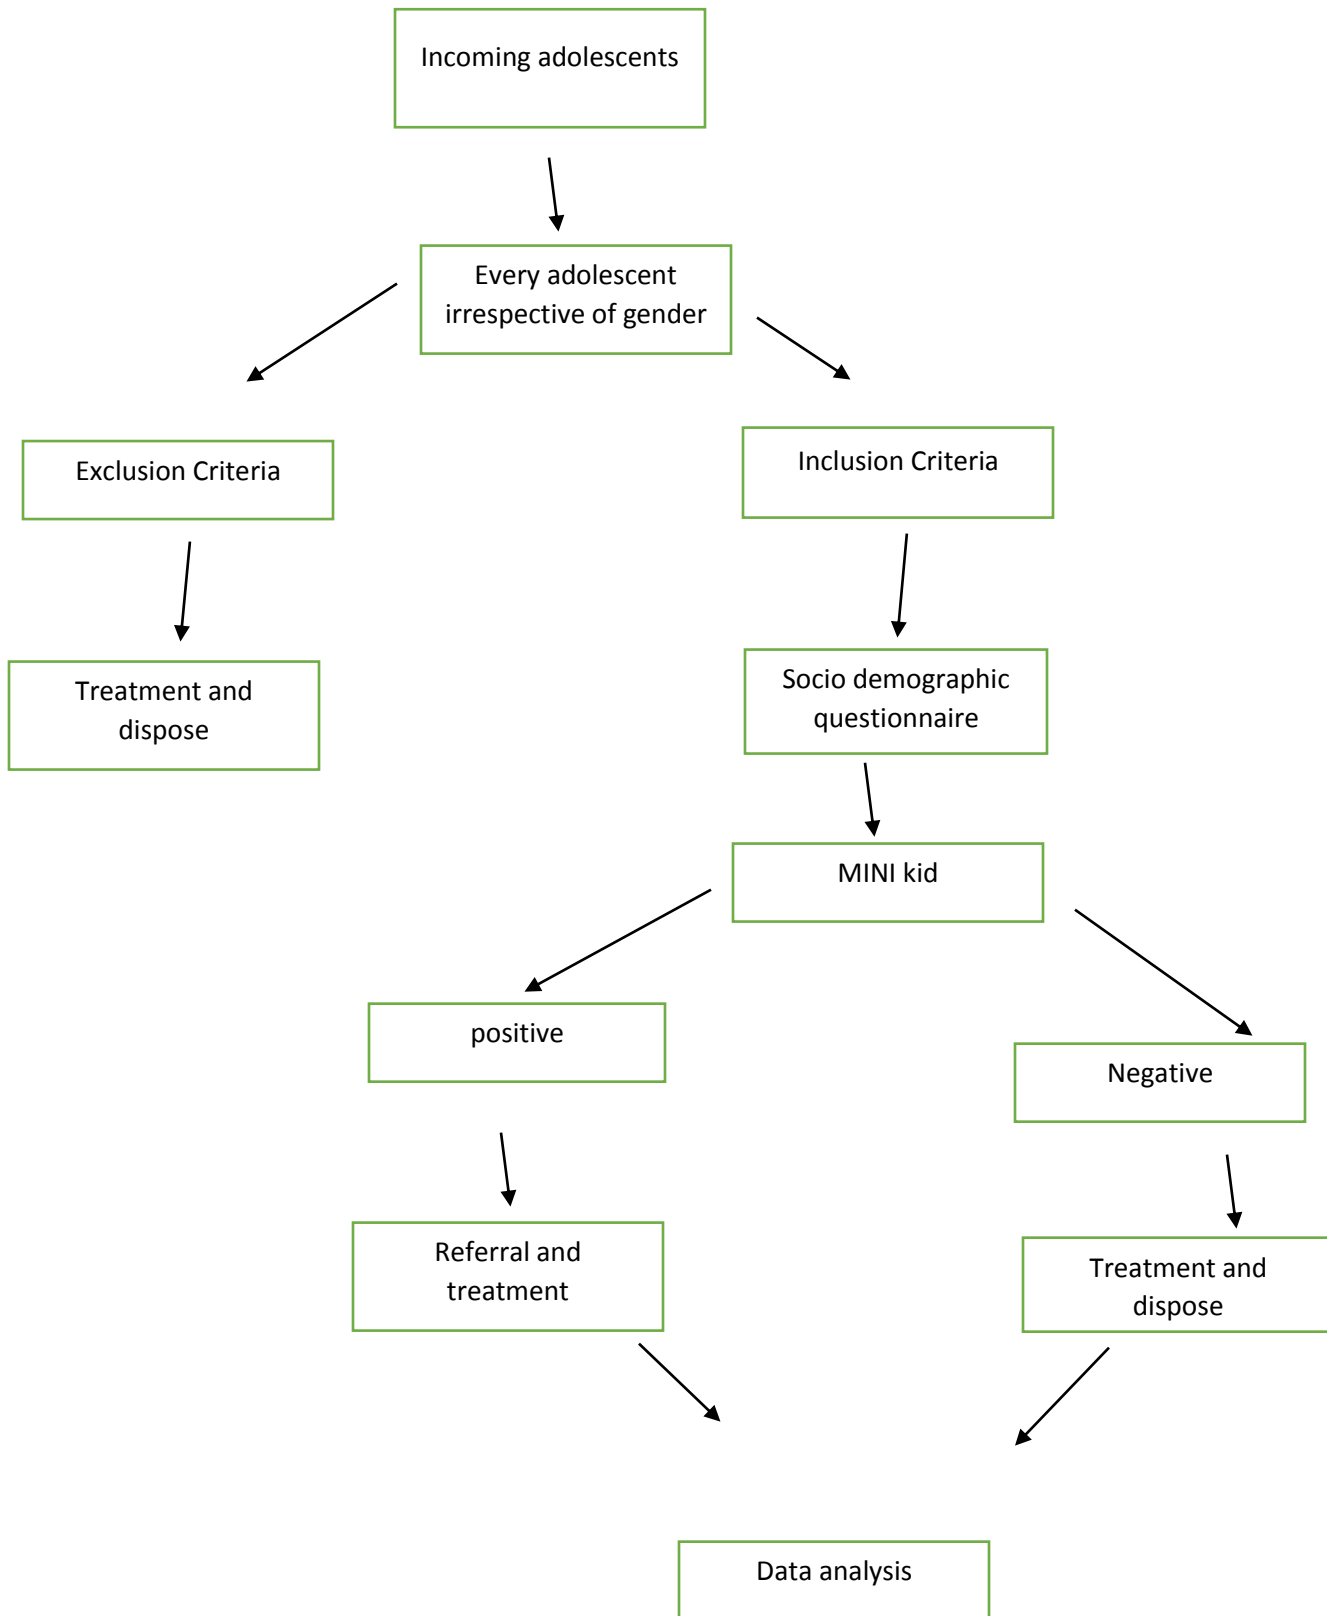 Incoming adolescents
Every adolescent
irrespective of gender
Exclusion Criteria
Inclusion Criteria
Treatment and
dispose
Socio demographic
questionnaire
MINI kid
positive
Negative
Referral and
treatment
Treatment and
dispose
Data analysis